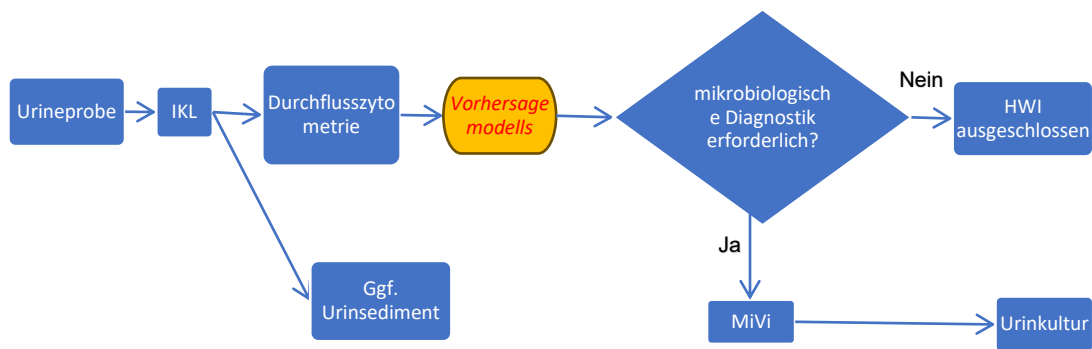 Urineprobe
IKL
Durchflusszyto
metrie
Vorhersage
modells
mikrobiologisch
e Diagnostik
erforderlich?
Nein
HWI
ausgeschlossen
Ja
Ggf.
Urinsediment
MiVi
Urinkultur